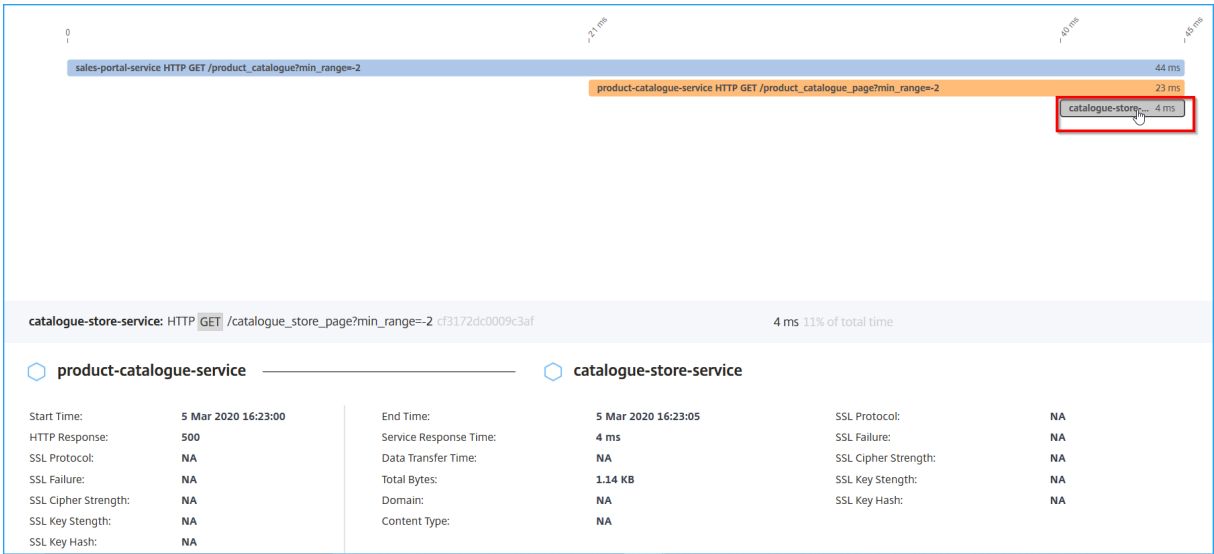 0
21 ms
40 ms
45 ms
sales-portal-service HTTP GET /product_catalogue?min_range=-2 44 ms
product-catalogue-service HTTP GET /product_catalogue_page?min_range=-2 23 ms
catalogue-store-... 4 ms
catalogue-store-service: HTTP GET /catalogue_store_page?min_range=-2 cf3172dc0009c3af 4 ms 11% of total time
product-catalogue-service catalogue-store-service
Start Time: 5 Mar 2020 16:23:00 End Time: 5 Mar 2020 16:23:05 SSL Protocol: NA
HTTP Response: 500 Service Response Time: 4 ms SSL Failure: NA
SSL Protocol: NA Data Transfer Time: NA SSL Cipher Strength: NA
SSL Failure: NA Total Bytes: 1.14 KB SSL Key Stength: NA
SSL Cipher Strength: NA Domain: NA SSL Key Hash: NA
SSL Key Stength: NA Content Type: NA
SSL Key Hash: NA